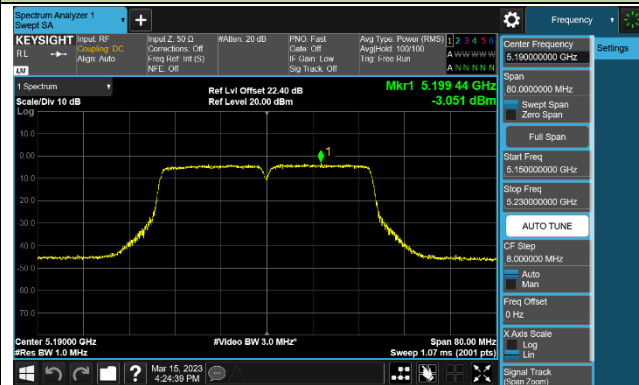 Spectrum Analyzer 1
Swept SA
Frequency
KEYSIGHT
RL
LXI
Input: RF
Coupling: DC
Align: Auto
Input Z: 50 Ω
Corrections: Off
Freq Ref: Int (S)
NFE: Off
#Atten: 20 dB
PNO: Fast
Gate: Off
IF Gain: Low
Sig Track: Off
Avg Type: Power (RMS)
Avg|Hold: 100/100
Trig: Free Run
1 2 3 4 5 6
A W W W W W
A N N N N N
1 Spectrum
Scale/Div 10 dB
Log
Ref Lvl Offset 22.40 dB
Ref Level 20.00 dBm
Mkr1 5.199 44 GHz
-3.051 dBm
10.0
0.00
-10.0
-20.0
-30.0
-40.0
-50.0
-60.0
-70.0
1
Center 5.19000 GHz
#Res BW 1.0 MHz
#Video BW 3.0 MHz*
Span 80.00 MHz
Sweep 1.07 ms (2001 pts)
Mar 15, 2023
4:24:39 PM
Center Frequency
5.190000000 GHz
Settings
Span
80.0000000 MHz
Swept Span
Zero Span
Full Span
Start Freq
5.150000000 GHz
Stop Freq
5.230000000 GHz
AUTO TUNE
CF Step
8.000000 MHz
Auto
Man
Freq Offset
0 Hz
X Axis Scale
Log
Lin
Signal Track
(Span Zoom)